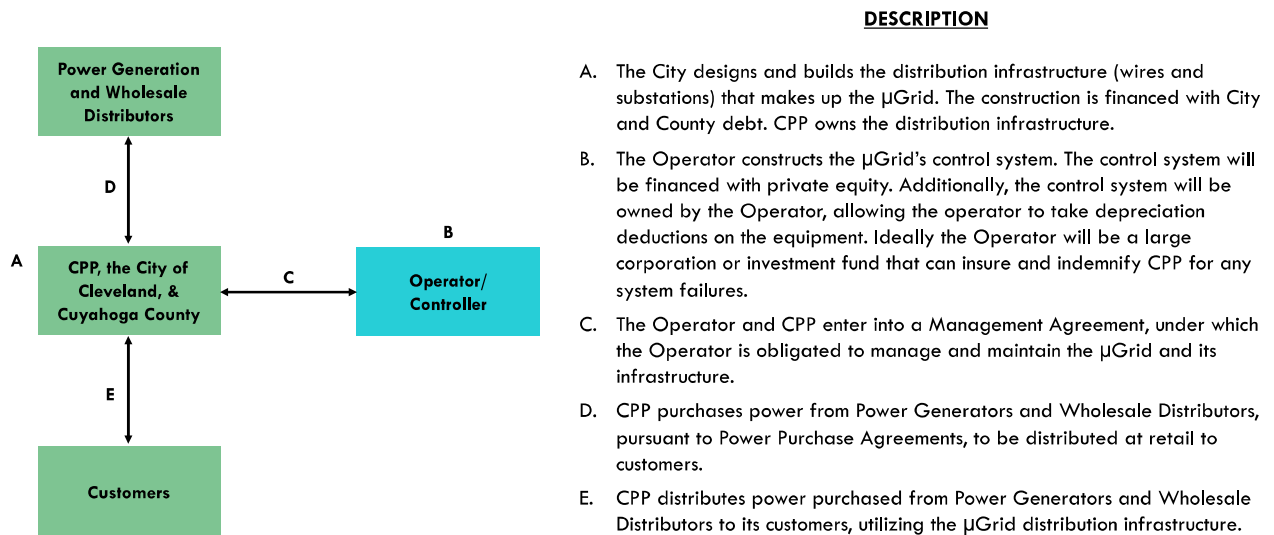 Power Generation
and Wholesale
Distributors
D
A
CPP, the City of
Cleveland, &
Cuyahoga County
C
B
Operator/
Controller
E
Customers
DESCRIPTION
A. The City designs and builds the distribution infrastructure (wires and
substations) that makes up the µGrid. The construction is financed with City
and County debt. CPP owns the distribution infrastructure.
B. The Operator constructs the µGrid's control system. The control system will
be financed with private equity. Additionally, the control system will be
owned by the Operator, allowing the operator to take depreciation
deductions on the equipment. Ideally the Operator will be a large
corporation or investment fund that can insure and indemnify CPP for any
system failures.
C. The Operator and CPP enter into a Management Agreement, under which
the Operator is obligated to manage and maintain the µGrid and its
infrastructure.
D. CPP purchases power from Power Generators and Wholesale Distributors,
pursuant to Power Purchase Agreements, to be distributed at retail to
customers.
E. CPP distributes power purchased from Power Generators and Wholesale
Distributors to its customers, utilizing the µGrid distribution infrastructure.